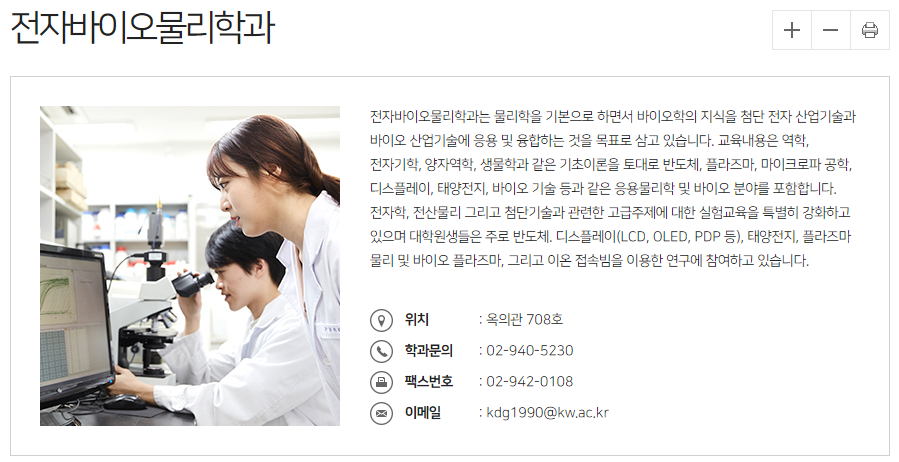 전자바이오물리학과
전자바이오물리학과는 물리학을 기본으로 하면서 바이오학의 지식을 첨단 전자 산업기술과
바이오 산업기술에 응용 및 융합하는 것을 목표로 삼고 있습니다. 교육내용은 역학,
전자기학, 양자역학, 생물학과 같은 기초이론을 토대로 반도체, 플라즈마, 마이크로파 공학,
디스플레이, 태양전지, 바이오 기술 등과 같은 응용물리학 및 바이오 분야를 포함합니다.
전자학, 전산물리 그리고 첨단기술과 관련한 고급주제에 대한 실험교육을 특별히 강화하고
있으며 대학원생들은 주로 반도체. 디스플레이(LCD, OLED, PDP 등), 태양전지, 플라즈마
물리 및 바이오 플라즈마, 그리고 이온 접속빔을 이용한 연구에 참여하고 있습니다.
위치 : 옥의관 708호
학과문의 : 02-940-5230
팩스번호 : 02-942-0108
이메일 : kdg1990@kw.ac.kr